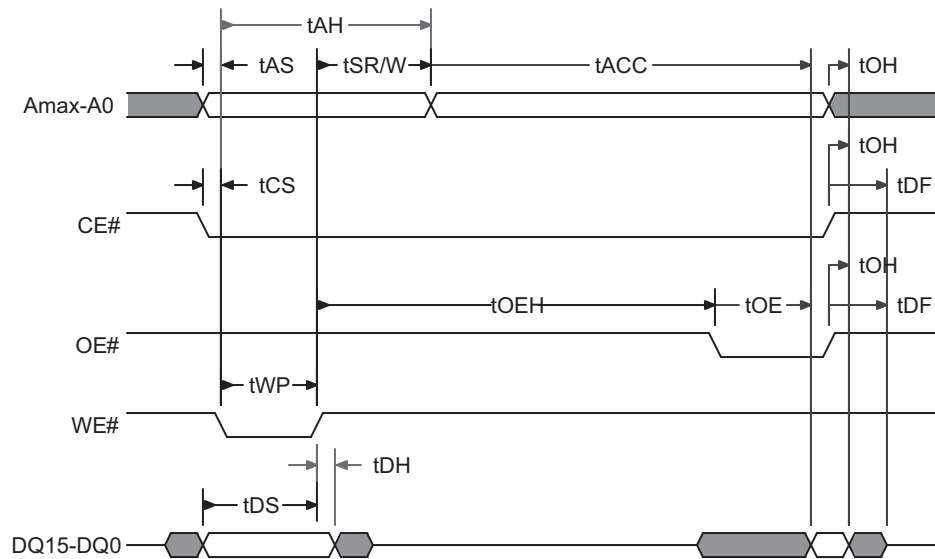 tAH
tAS tSR/W tACC tOH
Amax-A0
tOH
tCS tDF
CE#
tOH
tOEH tOE tDF
OE#
tWP
WE#
tDH
tDS
DQ15-DQ0